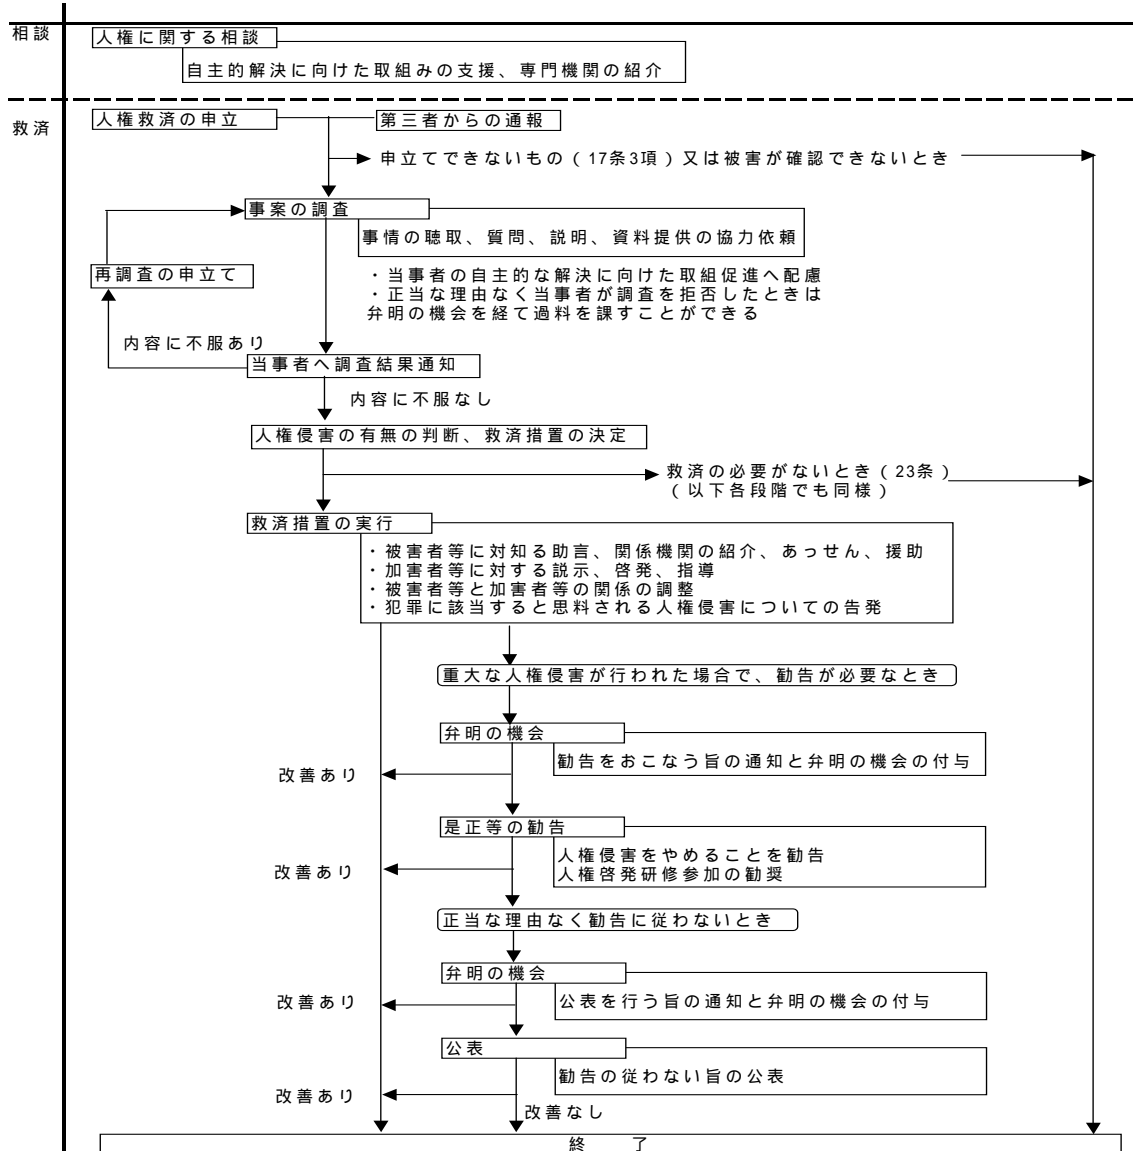 相談
人権に関する相談
自主的解決に向けた取組みの支援、専門機関の紹介
救済
人権救済の申立
第三者からの通報
申立てできないもの（17条3項）又は被害が確認できないとき
事案の調査
事情の聴取、質問、説明、資料提供の協力依頼
再調査の申立て
・当事者の自主的な解決に向けた取組促進へ配慮
・正当な理由なく当事者が調査を拒否したときは
弁明の機会を経て過料を課すことができる
内容に不服あり
当事者へ調査結果通知
内容に不服なし
人権侵害の有無の判断、救済措置の決定
救済の必要がないとき（23条）
（以下各段階でも同様）
救済措置の実行
・被害者等に対知る助言、関係機関の紹介、あっせん、援助
・加害者等に対する説示、啓発、指導
・被害者等と加害者等の関係の調整
・犯罪に該当すると思料される人権侵害についての告発
重大な人権侵害が行われた場合で、勧告が必要なとき
弁明の機会
勧告をおこなう旨の通知と弁明の機会の付与
改善あり
是正等の勧告
人権侵害をやめることを勧告
人権啓発研修参加の勧奨
改善あり
正当な理由なく勧告に従わないとき
弁明の機会
公表を行う旨の通知と弁明の機会の付与
改善あり
公表
勧告の従わない旨の公表
改善あり
改善なし
終　了